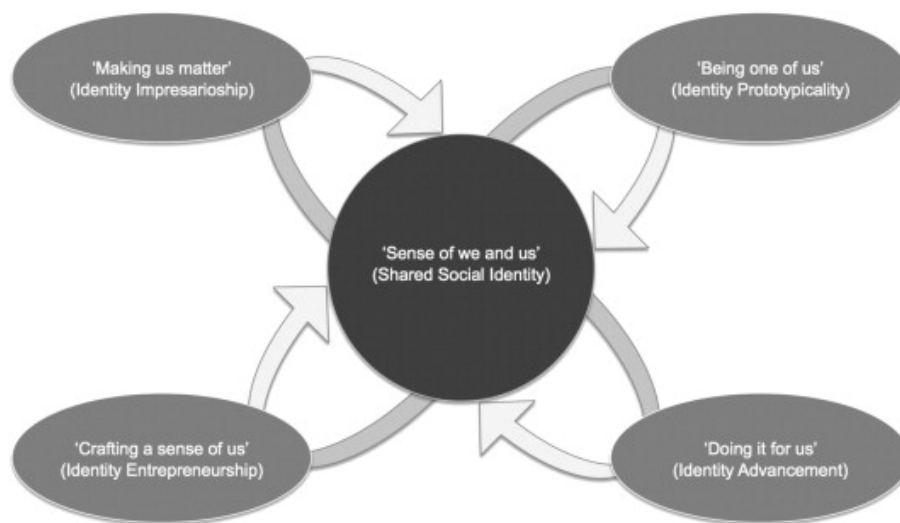 ‘Making us matter’
(Identity Impresarioship)
‘Being one of us’
(Identity Prototypicality)
‘Sense of we and us’
(Shared Social Identity)
‘Crafting a sense of us’
(Identity Entrepreneurship)
‘Doing it for us’
(Identity Advancement)